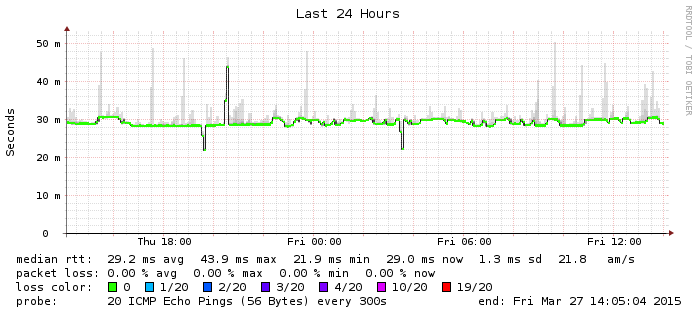 Last 24 Hours
RRDTOOL / TOBI OETIKER
Seconds
50 m
40 m
30 m
20 m
10 m
0
Thu 18:00 Fri 00:00 Fri 06:00 Fri 12:00
median rtt: 29.2 ms avg 43.9 ms max 21.9 ms min 29.0 ms now 1.3 ms sd 21.8 am/s
packet loss: 0.00 % avg 0.00 % max 0.00 % min 0.00 % now
loss color: 0 1/20 2/20 3/20 4/20 10/20 19/20
probe: 20 ICMP Echo Pings (56 Bytes) every 300s end: Fri Mar 27 14:05:04 2015